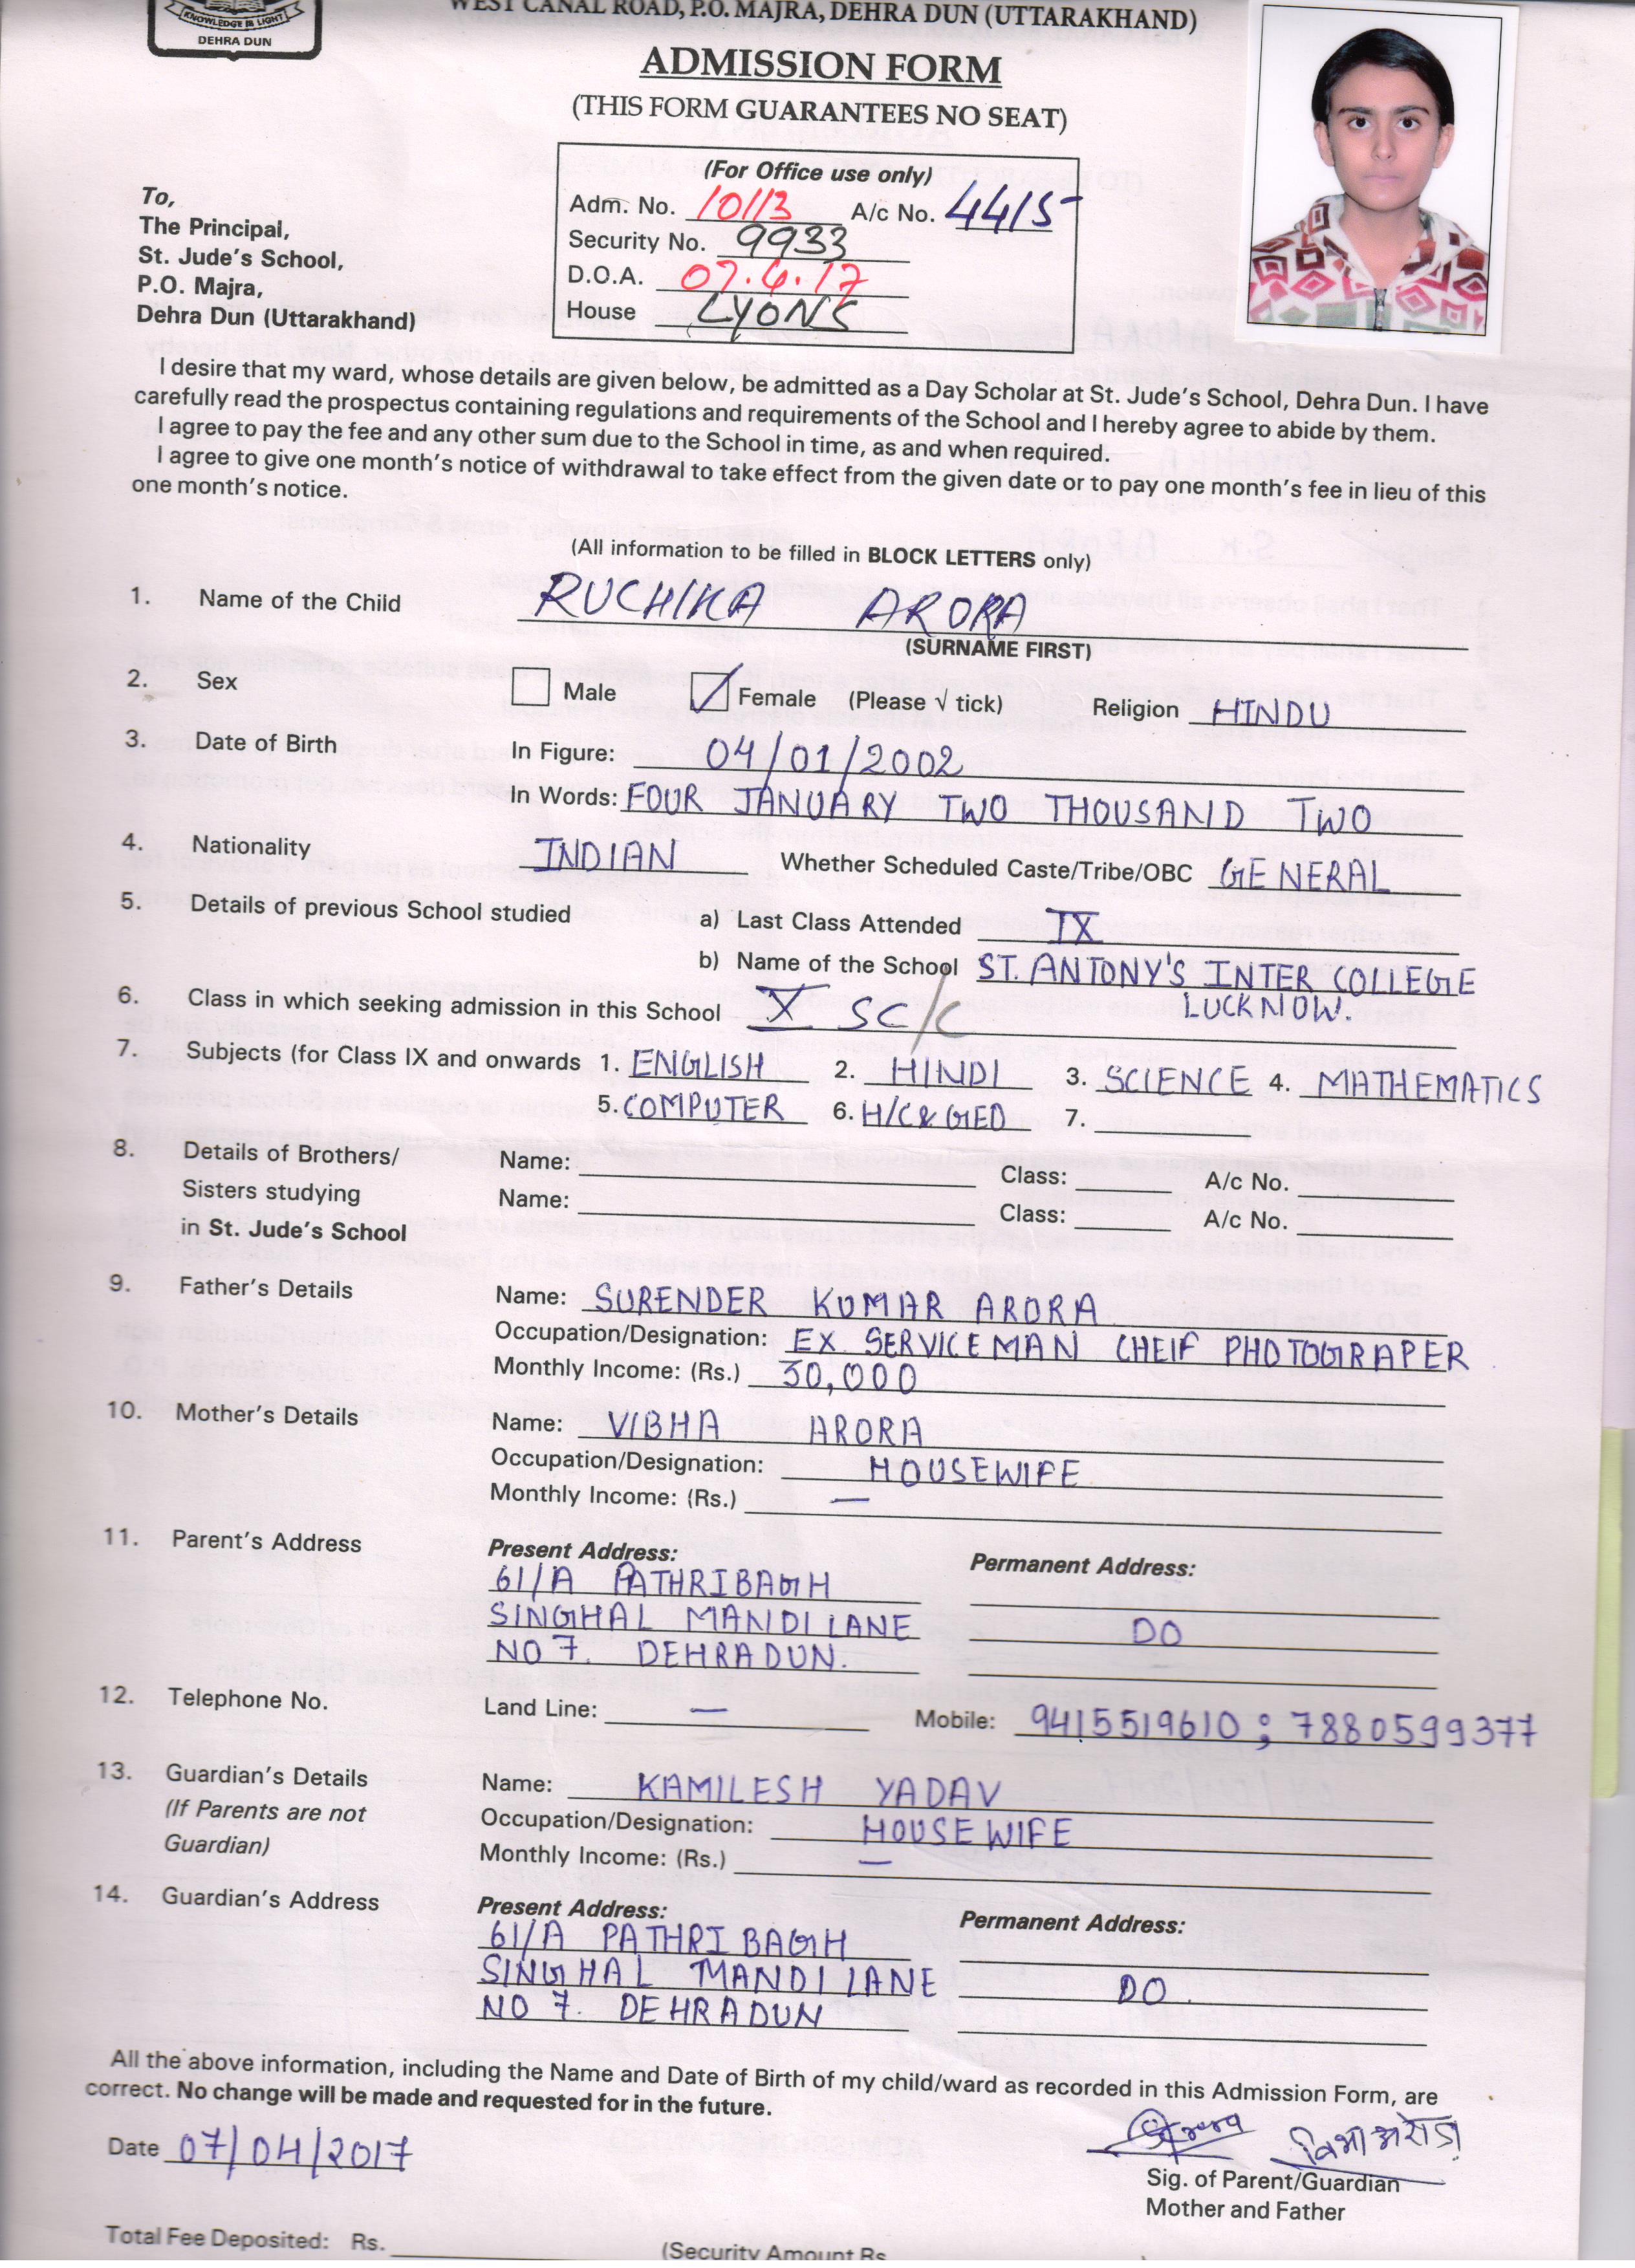 KNOWLEDGE IS LIGHT
DEHRA DUN
WEST CANAL ROAD, P.O. MAJRA, DEHRA DUN (UTTARAKHAND)
ADMISSION FORM
(THIS FORM GUARANTEES NO SEAT)
(For Office use only)
Adm. No. 10113 A/c No. 4415
Security No. 9933
D.O.A. 07.4.17
House LYONS
To,
The Principal,
St. Jude's School,
P.O. Majra,
Dehra Dun (Uttarakhand)
I desire that my ward, whose details are given below, be admitted as a Day Scholar at St. Jude's School, Dehra Dun. I have
carefully read the prospectus containing regulations and requirements of the School and I hereby agree to abide by them.
I agree to pay the fee and any other sum due to the School in time, as and when required.
I agree to give one month's notice of withdrawal to take effect from the given date or to pay one month's fee in lieu of this
one month's notice.
(All information to be filled in BLOCK LETTERS only)
1. Name of the Child RUCHIKA ARORA
(SURNAME FIRST)
2. Sex Male Female (Please √ tick) Religion HINDU
3. Date of Birth In Figure: 04/01/2002
In Words: FOUR JANUARY TWO THOUSAND TWO
4. Nationality INDIAN Whether Scheduled Caste/Tribe/OBC GENERAL
5. Details of previous School studied a) Last Class Attended IX
b) Name of the School ST. ANTONY'S INTER COLLEGE
LUCKNOW.
6. Class in which seeking admission in this School X SC/C
7. Subjects (for Class IX and onwards 1. ENGLISH 2. HINDI 3. SCIENCE 4. MATHEMATICS
5. COMPUTER 6. H/C & GEO 7.
8. Details of Brothers/ Name: Class: A/c No.
Sisters studying Name: Class: A/c No.
in St. Jude's School
9. Father's Details Name: SURENDER KUMAR ARORA
Occupation/Designation: EX SERVICEMAN CHEIF PHOTOGRAPER
Monthly Income: (Rs.) 30,000
10. Mother's Details Name: VIBHA ARORA
Occupation/Designation: HOUSEWIFE
Monthly Income: (Rs.) —
11. Parent's Address Present Address: Permanent Address:
61/A PATHRIBAGH
SINGHAL MANDI LANE DO
NO 7. DEHRADUN.
12. Telephone No. Land Line: — Mobile: 9415519610 ; 7880599377
13. Guardian's Details Name: KAMILESH YADAV
(If Parents are not Occupation/Designation: HOUSEWIFE
Guardian) Monthly Income: (Rs.) —
14. Guardian's Address Present Address: Permanent Address:
61/A PATHRI BAGH
SINGHAL MANDI LANE DO.
NO 7. DEHRADUN
All the above information, including the Name and Date of Birth of my child/ward as recorded in this Admission Form, are
correct. No change will be made and requested for in the future.
Date 07/04/2017 विभा अरोडा
Sig. of Parent/Guardian
Mother and Father
Total Fee Deposited: Rs. (Security Amount Rs.